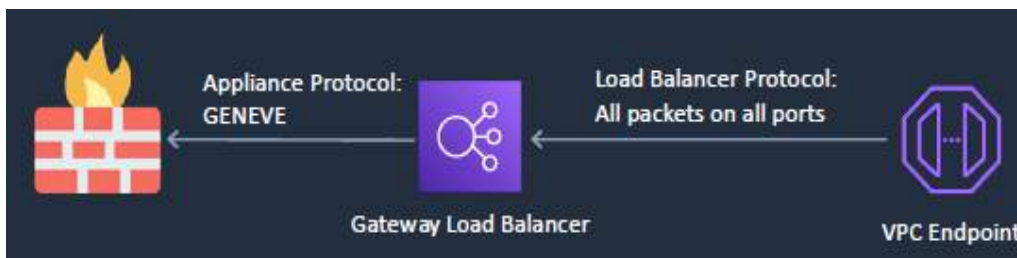 Appliance Protocol:
GENEVE
Load Balancer Protocol:
All packets on all ports
Gateway Load Balancer
VPC Endpoint